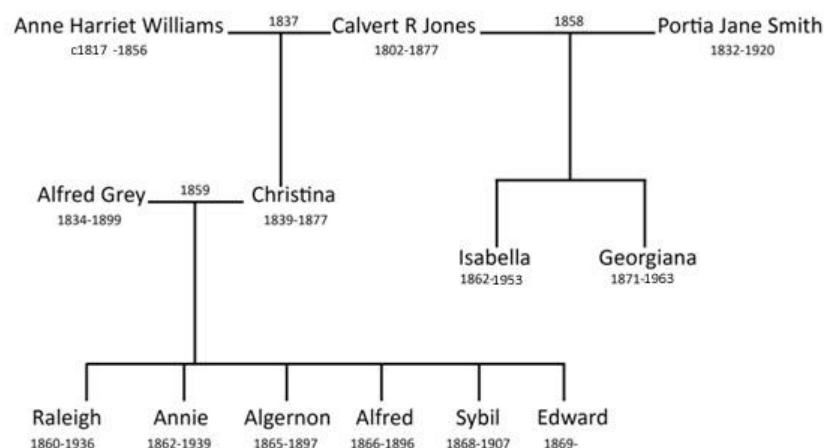 Anne Harriet Williams 1837 Calvert R Jones 1858 Portia Jane Smith
c1817 -1856 1802-1877 1832-1920
Alfred Grey 1859 Christina
1834-1899 1839-1877
Isabella Georgiana
1862-1953 1871-1963
Raleigh Annie Algernon Alfred Sybil Edward
1860-1936 1862-1939 1865-1897 1866-1896 1868-1907 1869-